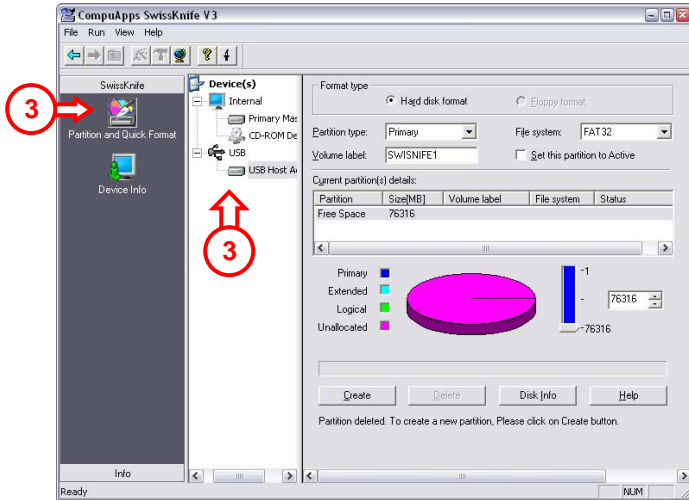 CompuApps SwissKnife V3
File Run View Help
SwissKnife
3
Partition and Quick Format
Device Info
Info
Device(s)
Internal
Primary Mas
CD-ROM De
USB
USB Host A
3
Format type
Hard disk format
Floppy format
Partition type: Primary File system: FAT32
Volume label: SWISNIFE1 Set this partition to Active
Current partition(s) details:
Partition Size[MB] Volume label File system Status
Free Space 76316
Primary
Extended
Logical
Unallocated
-1
-
-76316
76316
Create Delete Disk Info Help
Partition deleted. To create a new partition, Please click on Create button.
Ready NUM